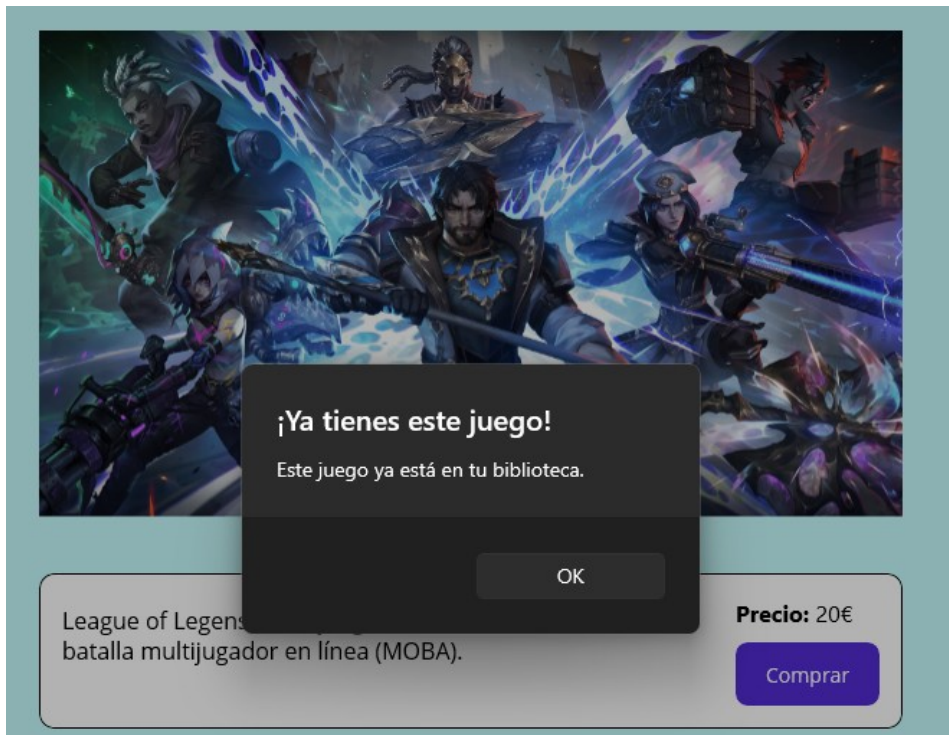 ¡Ya tienes este juego!
Este juego ya está en tu biblioteca.
OK
League of Legens
batalla multijugador en línea (MOBA).
Precio: 20€
Comprar